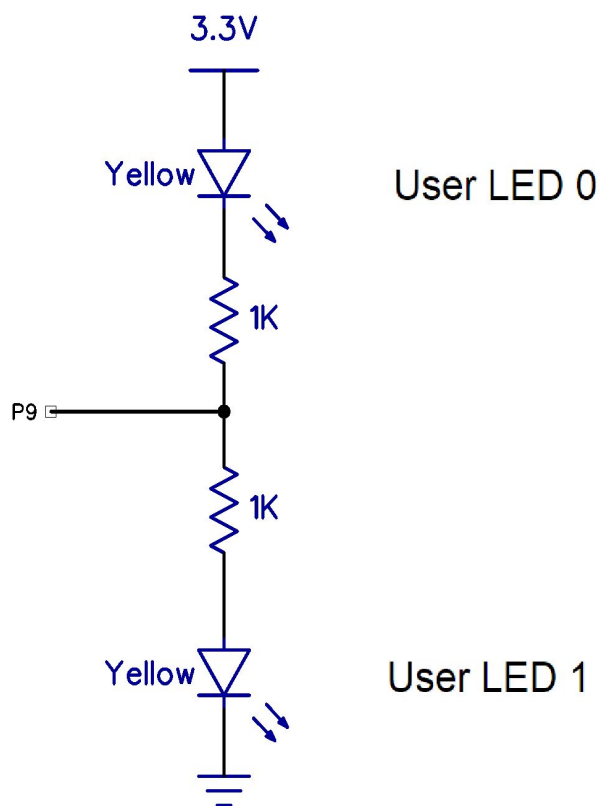 3.3V
Yellow
User LED 0
1K
P9
1K
Yellow
User LED 1